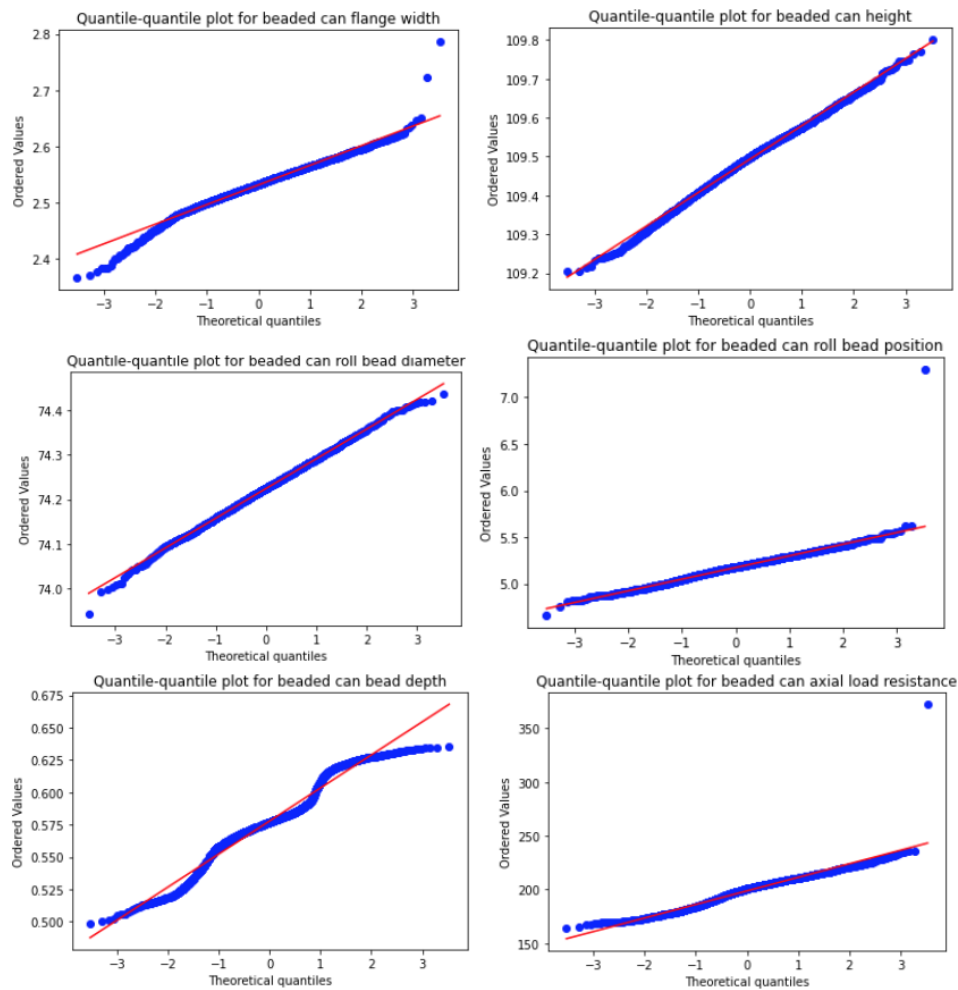 Quantile-quantile plot for beaded can flange width
2.8
2.7
2.6
2.5
2.4
Ordered Values
−3 −2 −1 0 1 2 3
Theoretical quantiles
Quantile-quantile plot for beaded can height
109.8
109.7
109.6
109.5
109.4
109.3
109.2
Ordered Values
−3 −2 −1 0 1 2 3
Theoretical quantiles
Quantile-quantile plot for beaded can roll bead diameter
74.4
74.3
74.2
74.1
74.0
Ordered Values
−3 −2 −1 0 1 2 3
Theoretical quantiles
Quantile-quantile plot for beaded can roll bead position
7.0
6.5
6.0
5.5
5.0
Ordered Values
−3 −2 −1 0 1 2 3
Theoretical quantiles
Quantile-quantile plot for beaded can bead depth
0.675
0.650
0.625
0.600
0.575
0.550
0.525
0.500
Ordered Values
−3 −2 −1 0 1 2 3
Theoretical quantiles
Quantile-quantile plot for beaded can axial load resistance
350
300
250
200
150
Ordered Values
−3 −2 −1 0 1 2 3
Theoretical quantiles